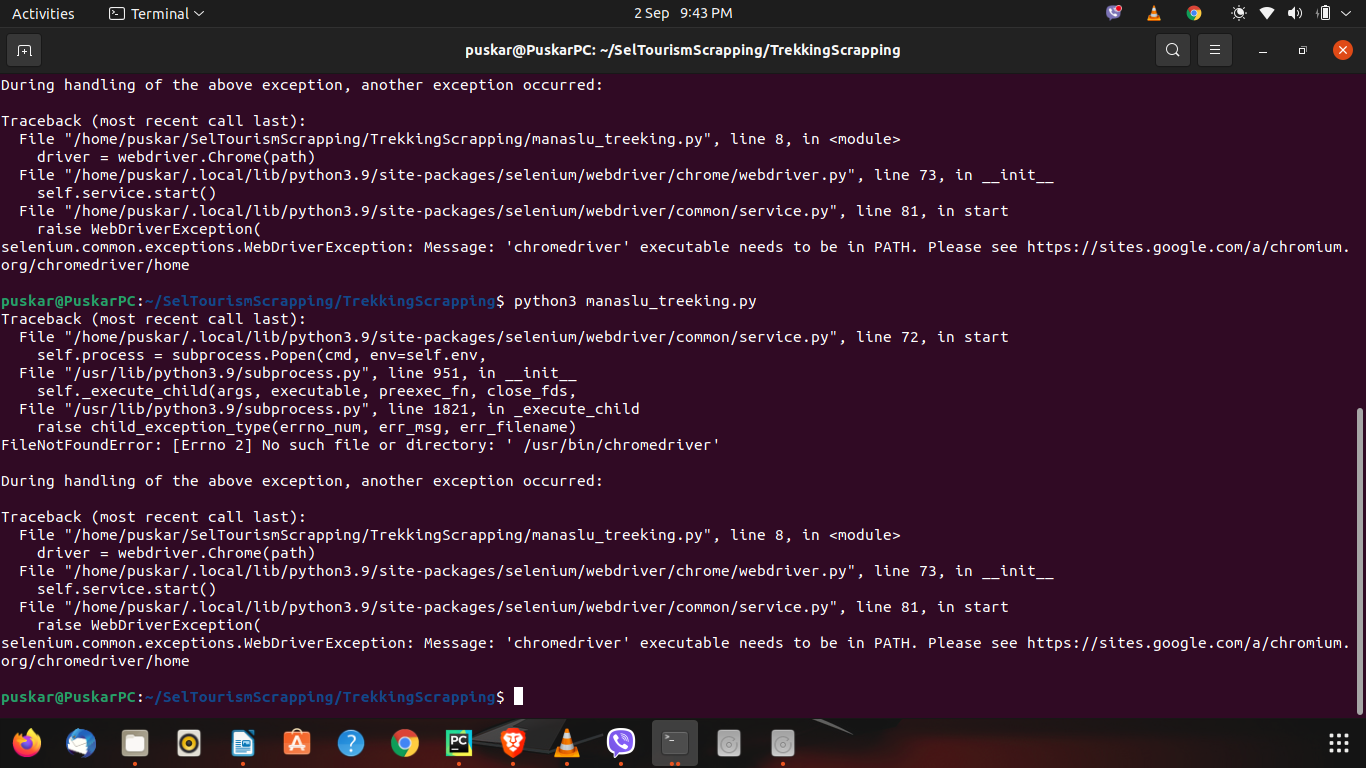 Activities
Terminal
2 Sep 9:43 PM
puskar@PuskarPC: ~/SelTourismScrapping/TrekkingScrapping
During handling of the above exception, another exception occurred:
Traceback (most recent call last):
  File "/home/puskar/SelTourismScrapping/TrekkingScrapping/manaslu_treeking.py", line 8, in <module>
    driver = webdriver.Chrome(path)
  File "/home/puskar/.local/lib/python3.9/site-packages/selenium/webdriver/chrome/webdriver.py", line 73, in __init__
    self.service.start()
  File "/home/puskar/.local/lib/python3.9/site-packages/selenium/webdriver/common/service.py", line 81, in start
    raise WebDriverException(
selenium.common.exceptions.WebDriverException: Message: 'chromedriver' executable needs to be in PATH. Please see https://sites.google.com/a/chromium.
org/chromedriver/home
puskar@PuskarPC:~/SelTourismScrapping/TrekkingScrapping$ python3 manaslu_treeking.py
Traceback (most recent call last):
  File "/home/puskar/.local/lib/python3.9/site-packages/selenium/webdriver/common/service.py", line 72, in start
    self.process = subprocess.Popen(cmd, env=self.env,
  File "/usr/lib/python3.9/subprocess.py", line 951, in __init__
    self._execute_child(args, executable, preexec_fn, close_fds,
  File "/usr/lib/python3.9/subprocess.py", line 1821, in _execute_child
    raise child_exception_type(errno_num, err_msg, err_filename)
FileNotFoundError: [Errno 2] No such file or directory: ' /usr/bin/chromedriver'
During handling of the above exception, another exception occurred:
Traceback (most recent call last):
  File "/home/puskar/SelTourismScrapping/TrekkingScrapping/manaslu_treeking.py", line 8, in <module>
    driver = webdriver.Chrome(path)
  File "/home/puskar/.local/lib/python3.9/site-packages/selenium/webdriver/chrome/webdriver.py", line 73, in __init__
    self.service.start()
  File "/home/puskar/.local/lib/python3.9/site-packages/selenium/webdriver/common/service.py", line 81, in start
    raise WebDriverException(
selenium.common.exceptions.WebDriverException: Message: 'chromedriver' executable needs to be in PATH. Please see https://sites.google.com/a/chromium.
org/chromedriver/home
puskar@PuskarPC:~/SelTourismScrapping/TrekkingScrapping$
PC